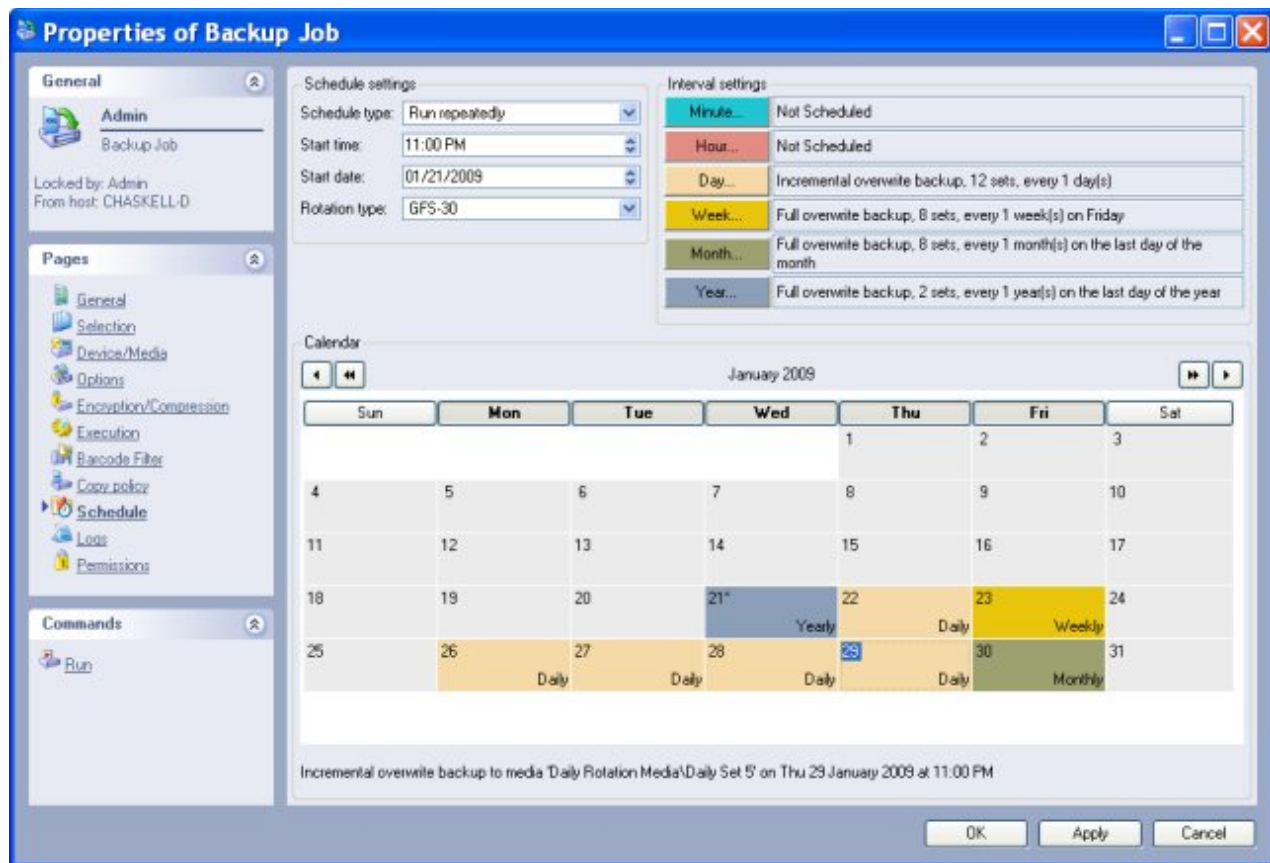 Properties of Backup Job
General
Admin
Backup Job
Locked by: Admin
From host: CHASKELL-D
Pages
General
Selection
Device/Media
Options
Encryption/Compression
Execution
Barcode Filter
Copy policy
Schedule
Logs
Permissions
Commands
Run
Schedule settings
Schedule type: Run repeatedly
Start time: 11:00 PM
Start date: 01/21/2009
Rotation type: GFS-30
Interval settings
Minute... Not Scheduled
Hour... Not Scheduled
Day... Incremental overwrite backup, 12 sets, every 1 day(s)
Week... Full overwrite backup, 8 sets, every 1 week(s) on Friday
Month... Full overwrite backup, 8 sets, every 1 month(s) on the last day of the
month
Year... Full overwrite backup, 2 sets, every 1 year(s) on the last day of the year
Calendar
January 2009
Sun Mon Tue Wed Thu Fri Sat
1 2 3
4 5 6 7 8 9 10
11 12 13 14 15 16 17
18 19 20 21* 22 23 24
Yearly Daily Weekly
25 26 27 28 29 30 31
Daily Daily Daily Daily Monthly
Incremental overwrite backup to media 'Daily Rotation Media\Daily Set 5' on Thu 29 January 2009 at 11:00 PM
OK Apply Cancel